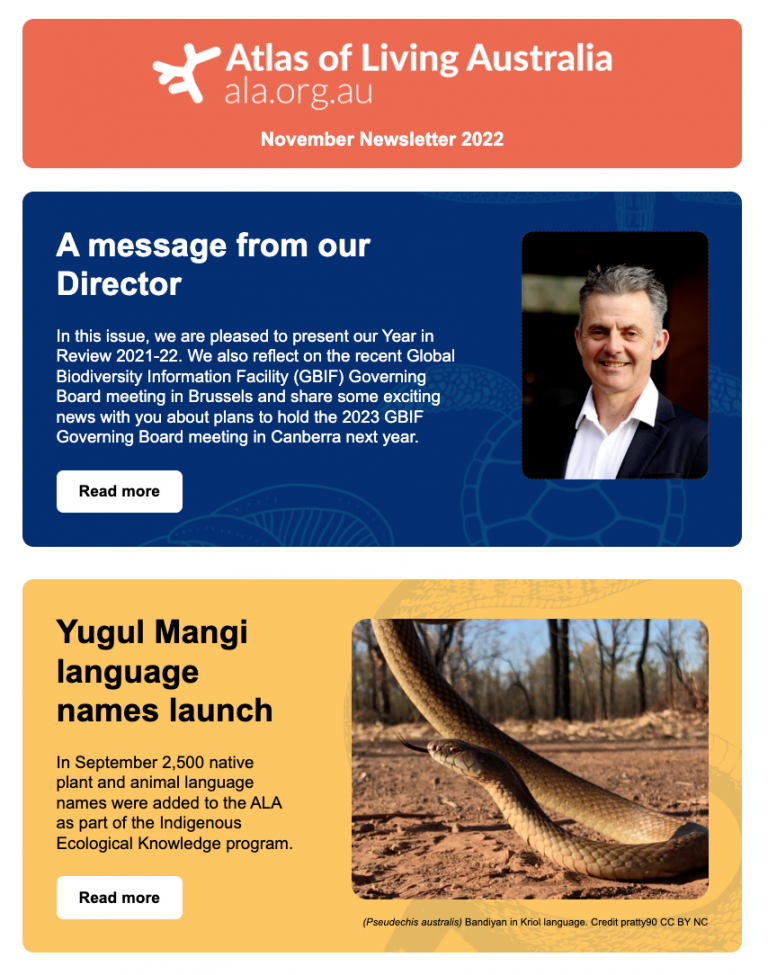 Atlas of Living Australia
ala.org.au
November Newsletter 2022
A message from our
Director
In this issue, we are pleased to present our Year in
Review 2021-22. We also reflect on the recent Global
Biodiversity Information Facility (GBIF) Governing
Board meeting in Brussels and share some exciting
news with you about plans to hold the 2023 GBIF
Governing Board meeting in Canberra next year.
Read more
Yugul Mangi
language
names launch
In September 2,500 native
plant and animal language
names were added to the ALA
as part of the Indigenous
Ecological Knowledge program.
Read more
(Pseudechis australis) Bandiyan in Kriol language. Credit pratty90 CC BY NC